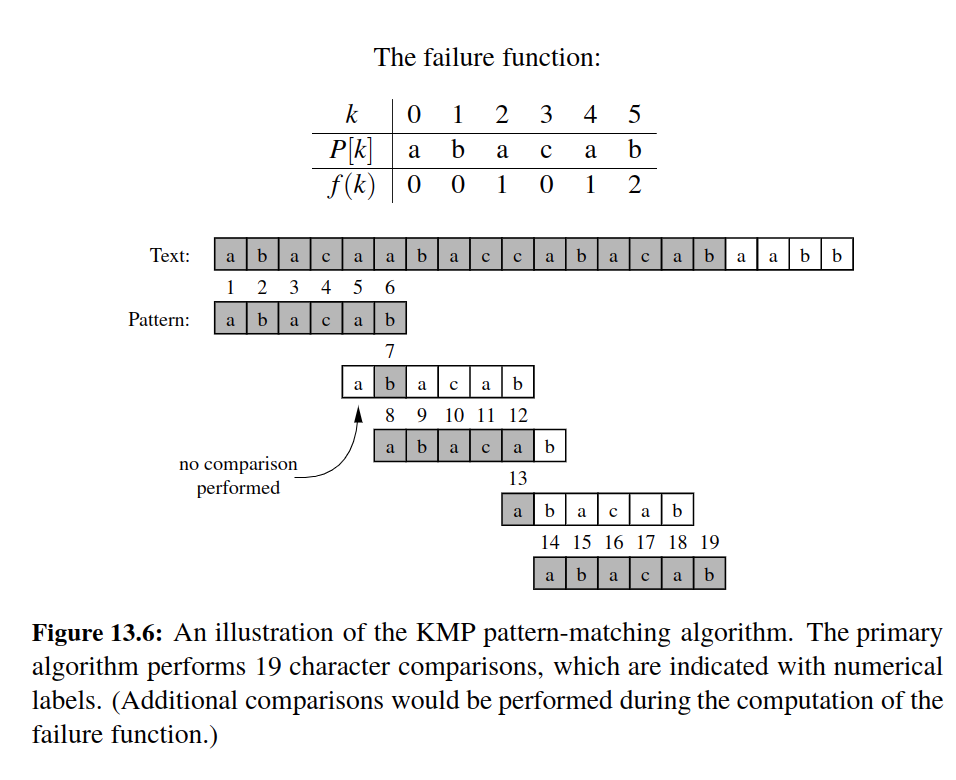 The failure function:
k 0 1 2 3 4 5
P[k] a b a c a b
f(k) 0 0 1 0 1 2
Text: a b a c a a b a c c a b a c a b a a b b
1 2 3 4 5 6
Pattern: a b a c a b
7
a b a c a b
8 9 10 11 12
a b a c a b
no comparison
performed
13
a b a c a b
14 15 16 17 18 19
a b a c a b
Figure 13.6: An illustration of the KMP pattern-matching algorithm. The primary
algorithm performs 19 character comparisons, which are indicated with numerical
labels. (Additional comparisons would be performed during the computation of the
failure function.)